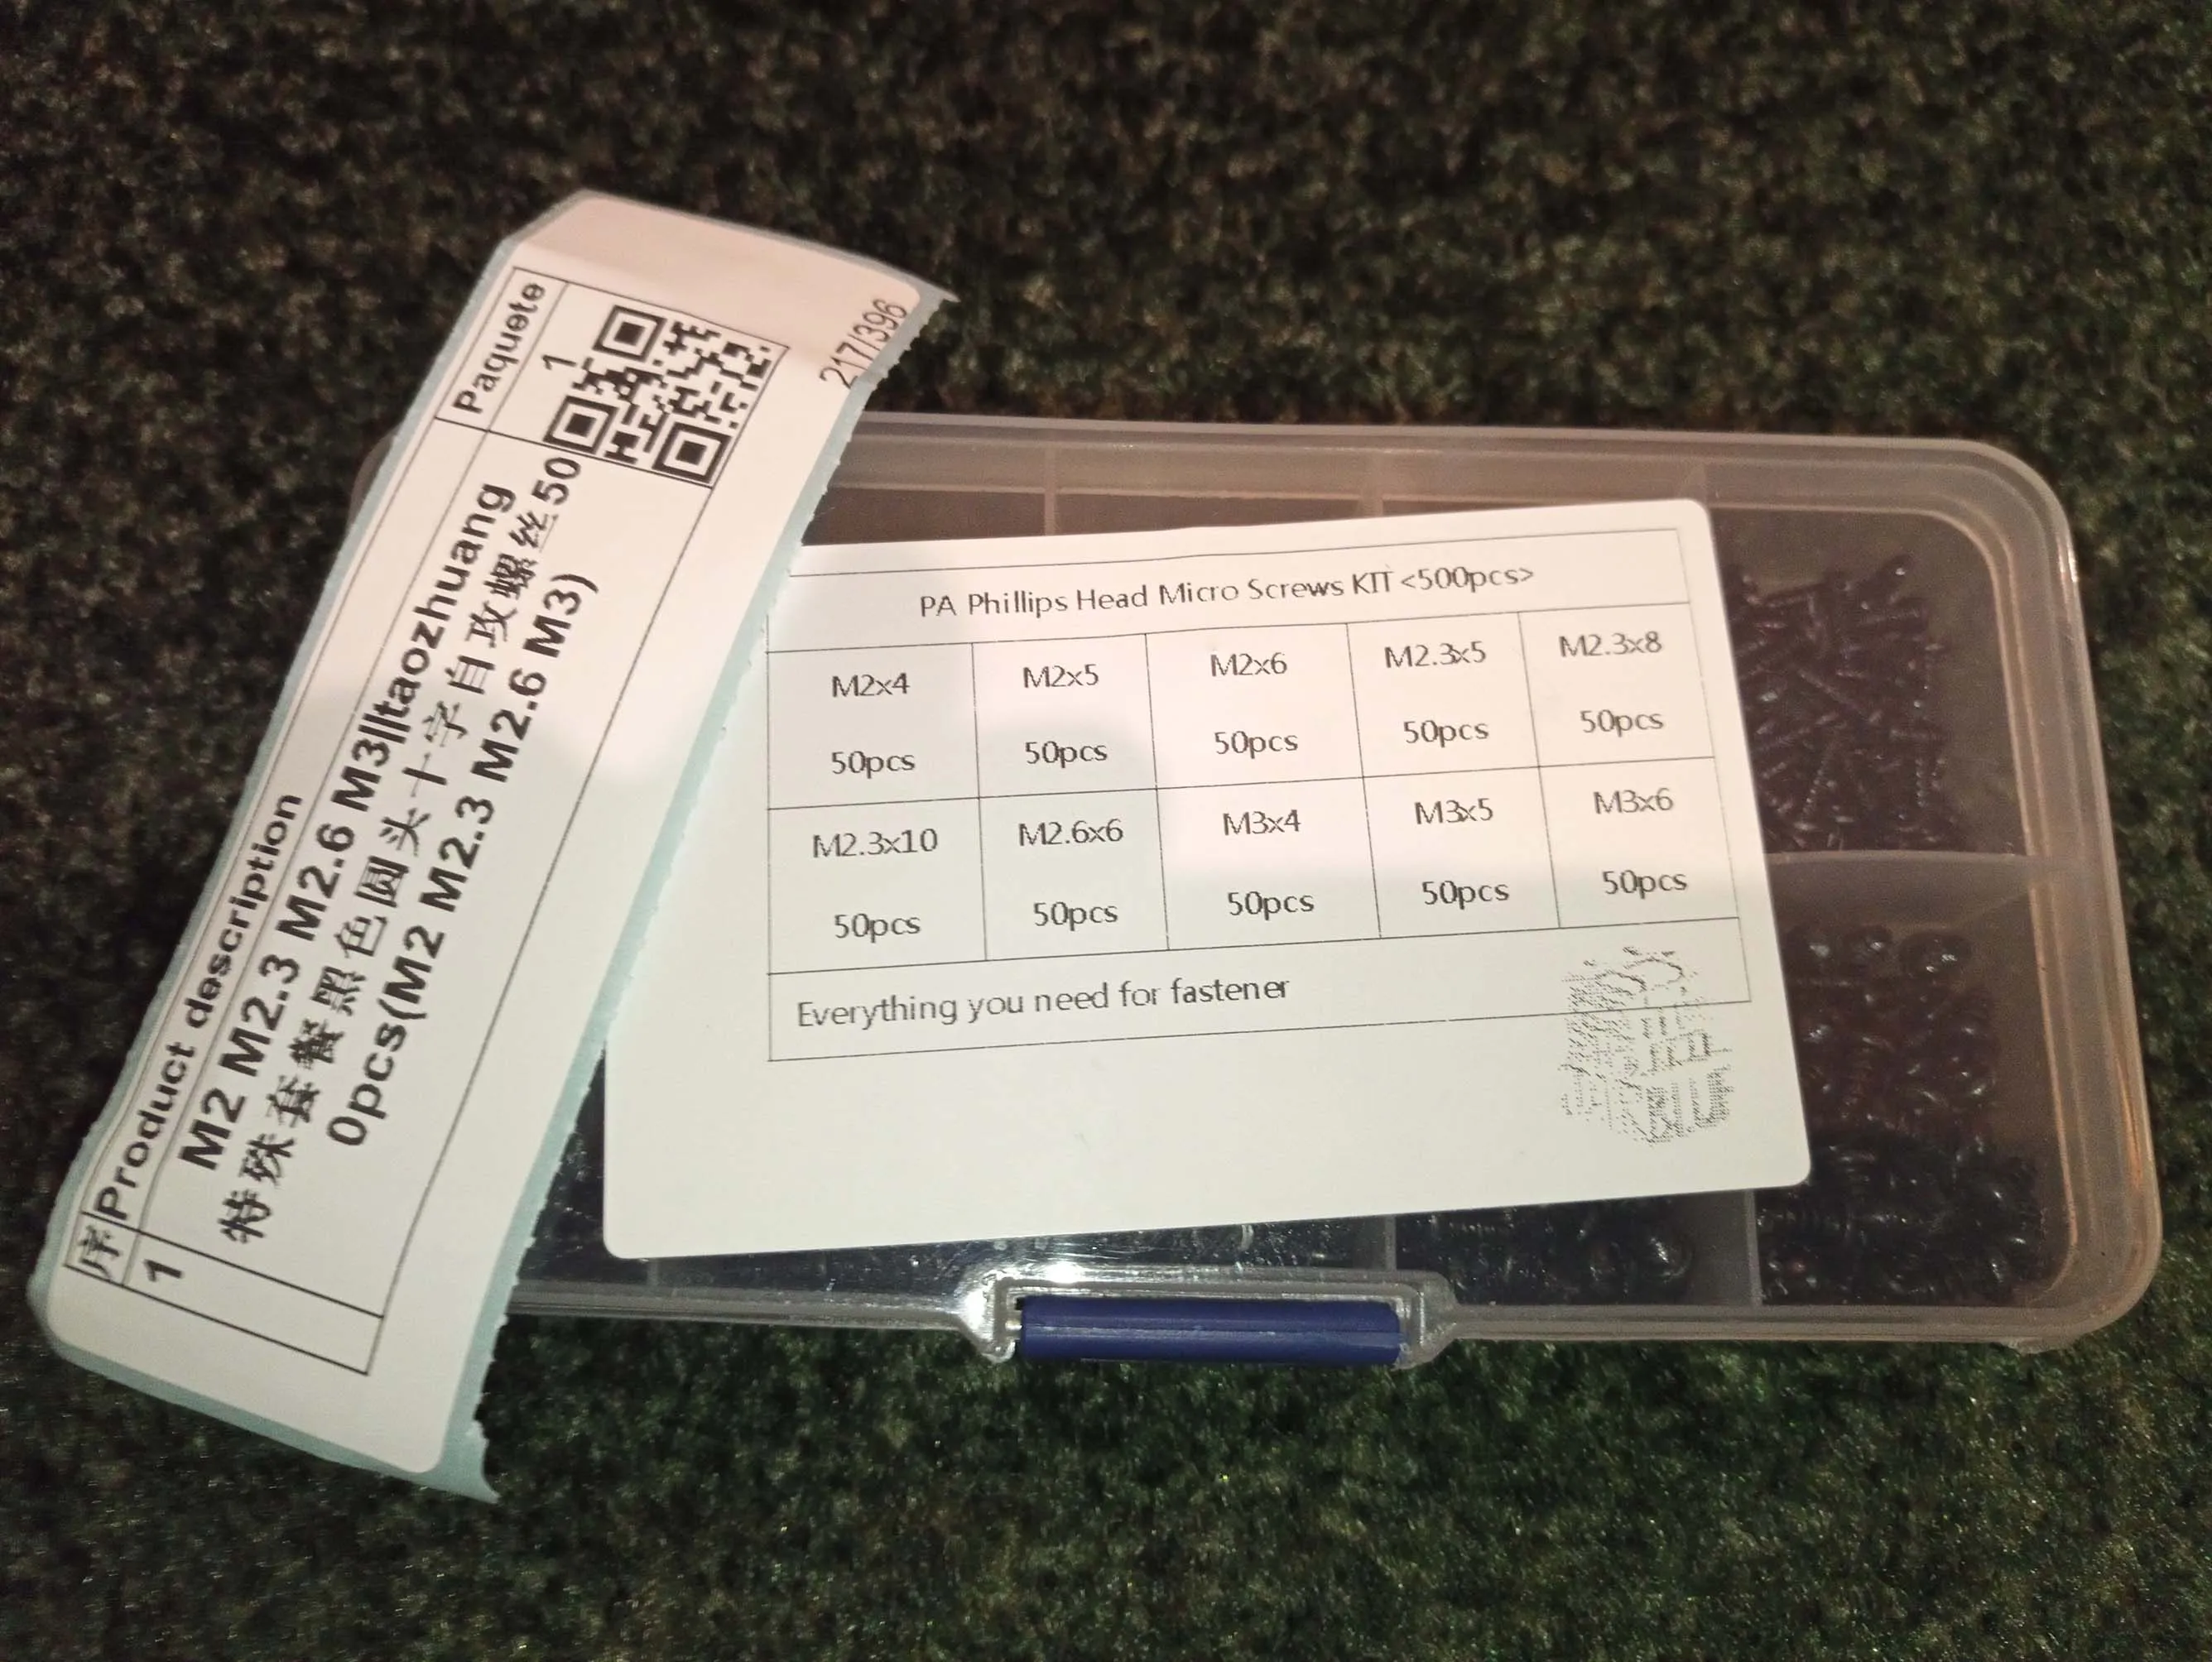 序 Product description Paquete
1 M2 M2.3 M2.6 M3||taozhuang 1
特殊套餐黑色圆头十字自攻螺丝50
0pcs(M2 M2.3 M2.6 M3)
217/396
PA Phillips Head Micro Screws KIT <500pcs>
M2x4 M2x5 M2x6 M2.3x5 M2.3x8
50pcs 50pcs 50pcs 50pcs 50pcs
M2.3x10 M2.6x6 M3x4 M3x5 M3x6
50pcs 50pcs 50pcs 50pcs 50pcs
Everything you need for fastener